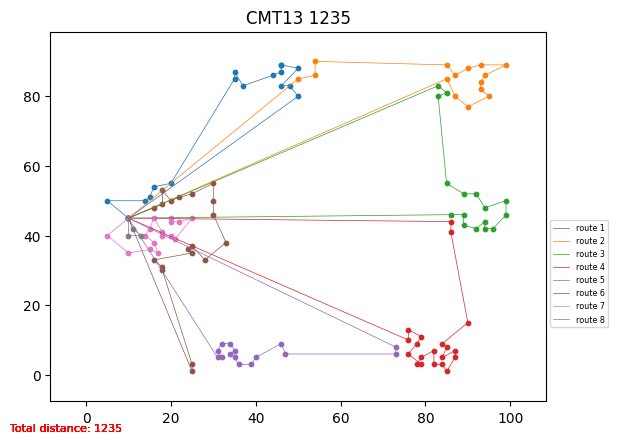 CMT13 1235
80
60
40
20
0
0
20
40
60
80
100
route 1
route 2
route 3
route 4
route 5
route 6
route 7
route 8
Total distance: 1235